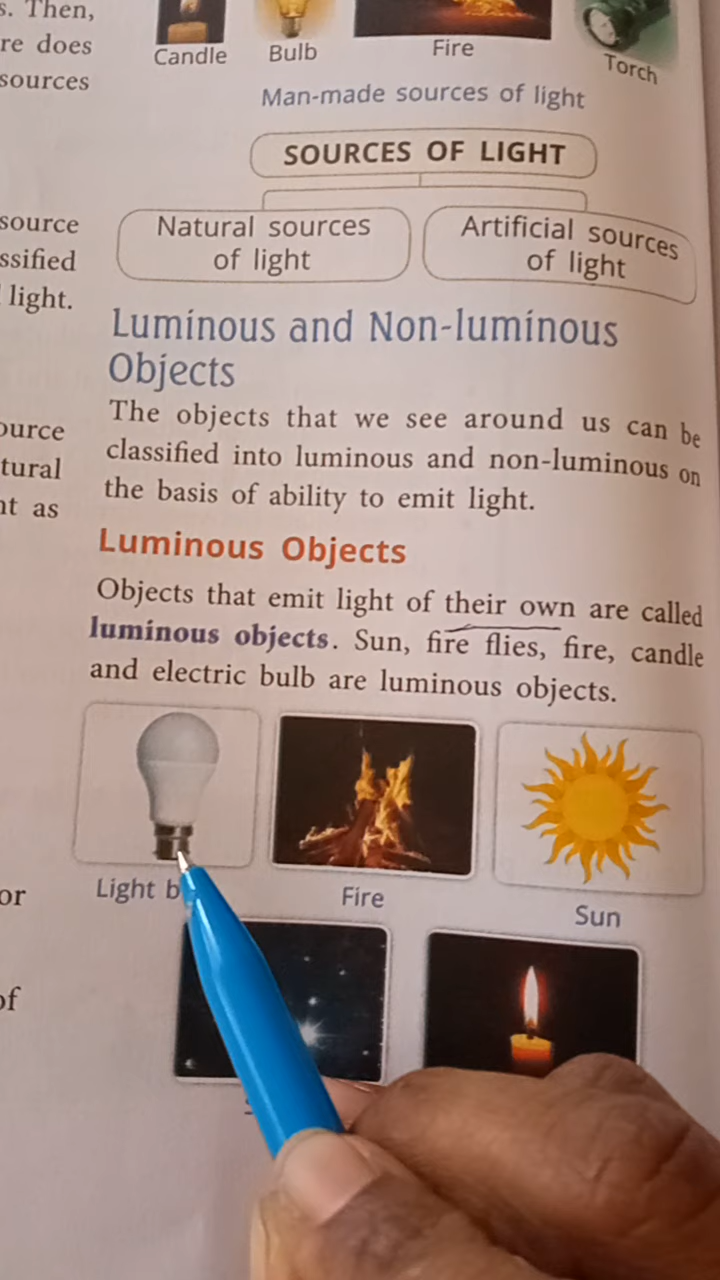 s. Then,
re does
sources
source
ssified
light.
ource
tural
nt as
or
of
Candle
Bulb
Fire
Torch
Man-made sources of light
SOURCES OF LIGHT
Natural sources
of light
Artificial sources
of light
Luminous and Non-luminous
Objects
The objects that we see around us can be
classified into luminous and non-luminous on
the basis of ability to emit light.
Luminous Objects
Objects that emit light of their own are called
luminous objects. Sun, fire flies, fire, candle
and electric bulb are luminous objects.
Light b
Fire
Sun